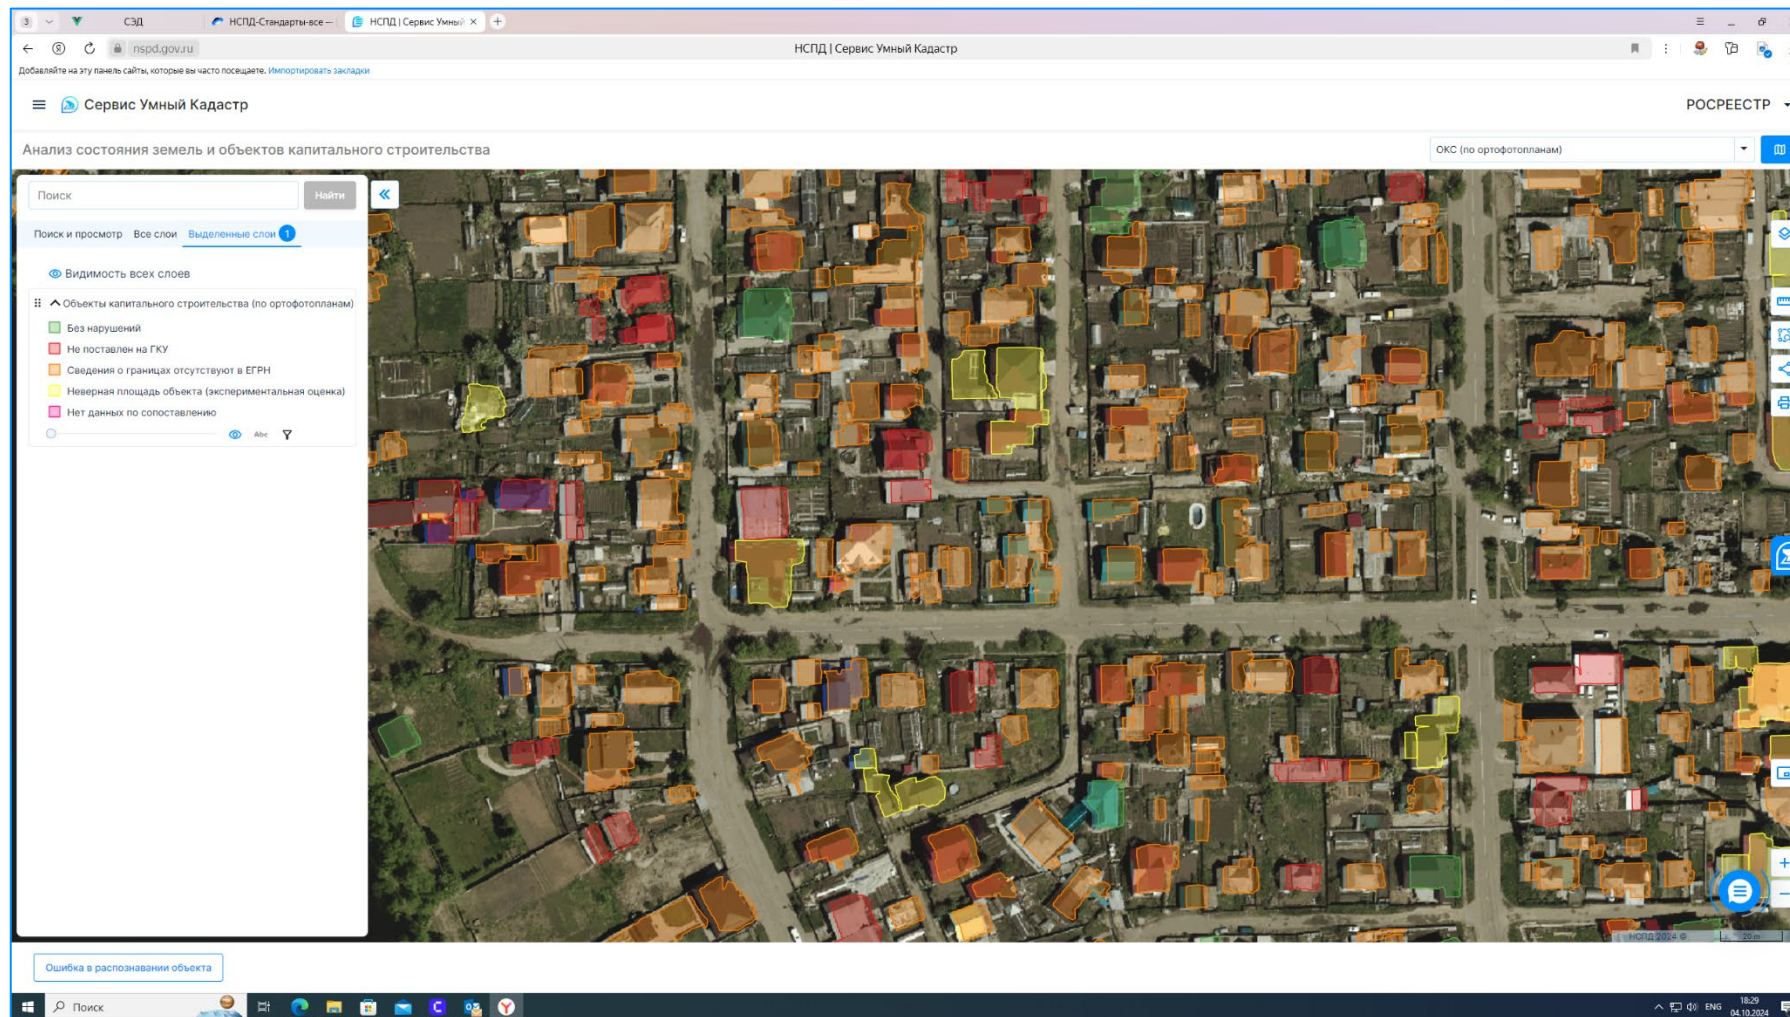 3
СЭД
НСПД-Стандарты-все —
НСПД | Сервис Умный
nspd.gov.ru
НСПД | Сервис Умный Кадастр
Добавляйте на эту панель сайты, которые вы часто посещаете. Импортировать закладки
Сервис Умный Кадастр
РОСРЕЕСТР
Анализ состояния земель и объектов капитального строительства
ОКС (по ортофотопланам)
Поиск
Найти
Поиск и просмотр Все слои Выделенные слои 1
Видимость всех слоев
Объекты капитального строительства (по ортофотопланам)
Без нарушений
Не поставлен на ГКУ
Сведения о границах отсутствуют в ЕГРН
Неверная площадь объекта (экспериментальная оценка)
Нет данных по сопоставлению
Abc
НСПД 2024 ©
20 m
Ошибка в распознавании объекта
Поиск
ENG
18:29
04.10.2024